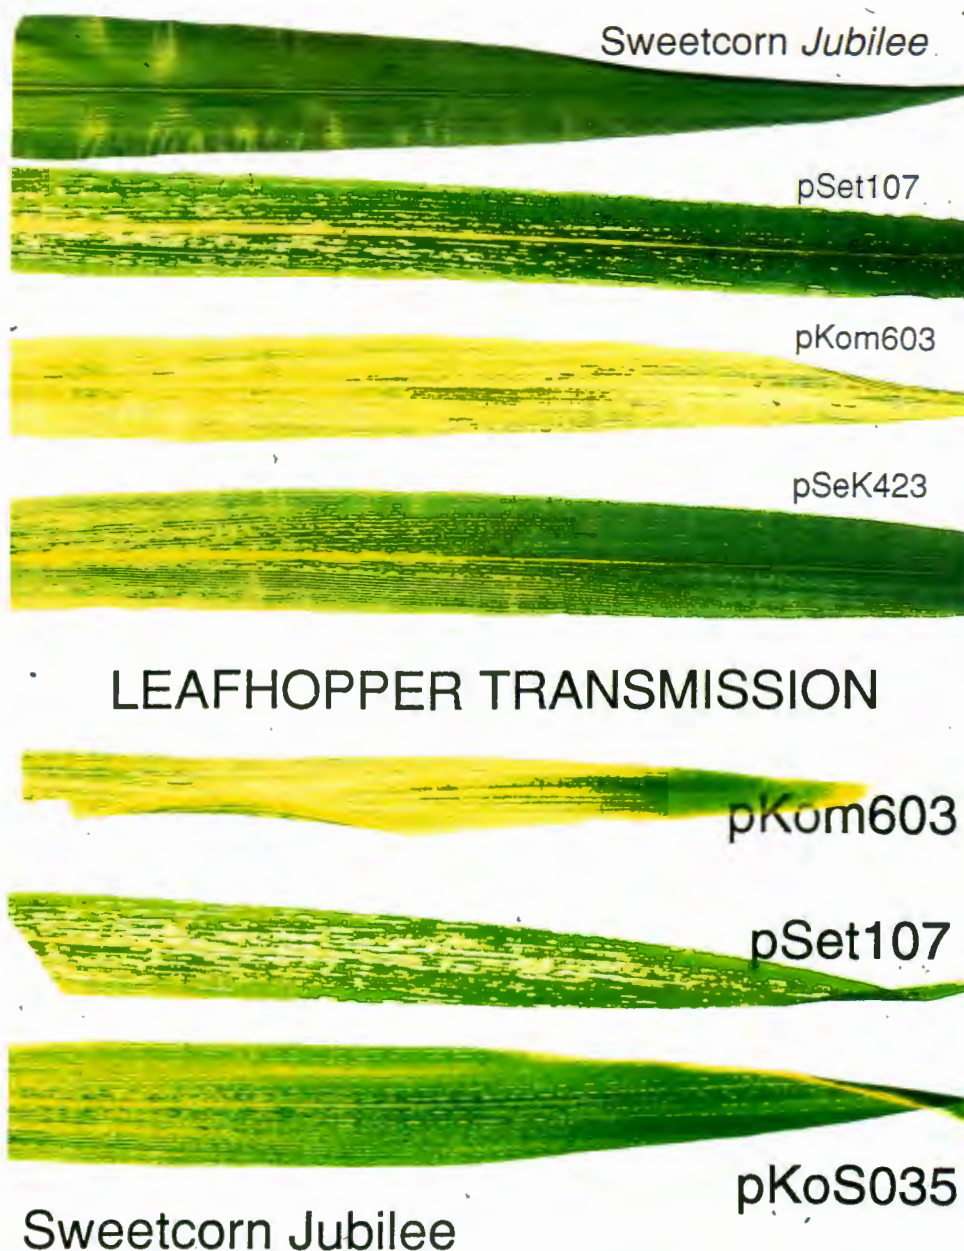 Sweetcorn Jubilee
pSet107
pKom603
pSeK423
LEAFHOPPER TRANSMISSION
pKom603
pSet107
pKoS035
Sweetcorn Jubilee